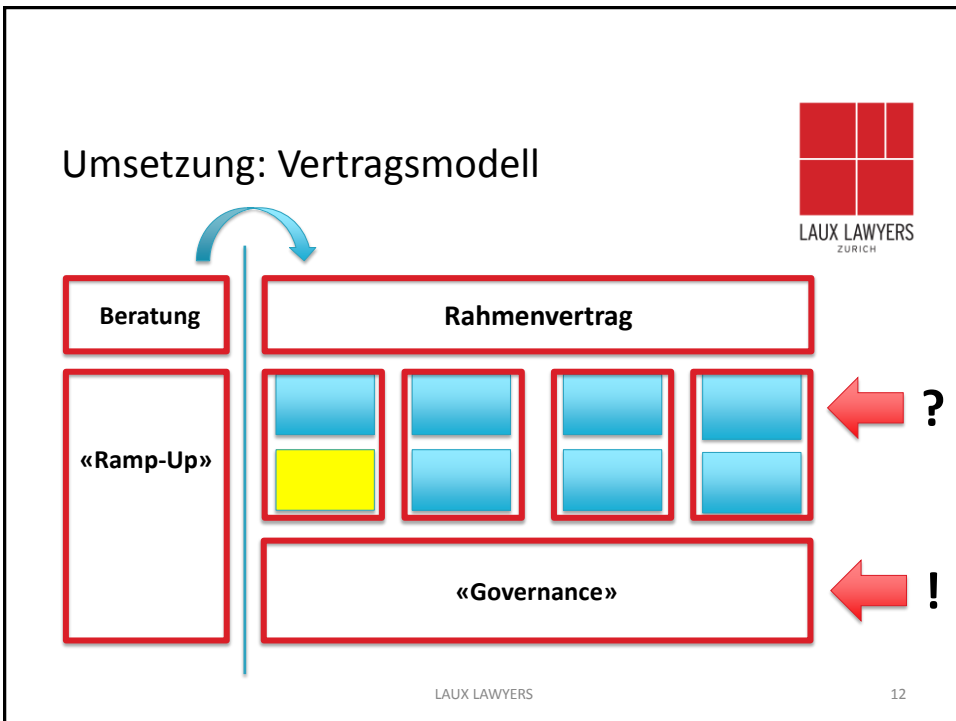 Umsetzung: Vertragsmodell
LAUX LAWYERS
ZURICH
Beratung
Rahmenvertrag
?
«Ramp-Up»
«Governance»
!
LAUX LAWYERS
12